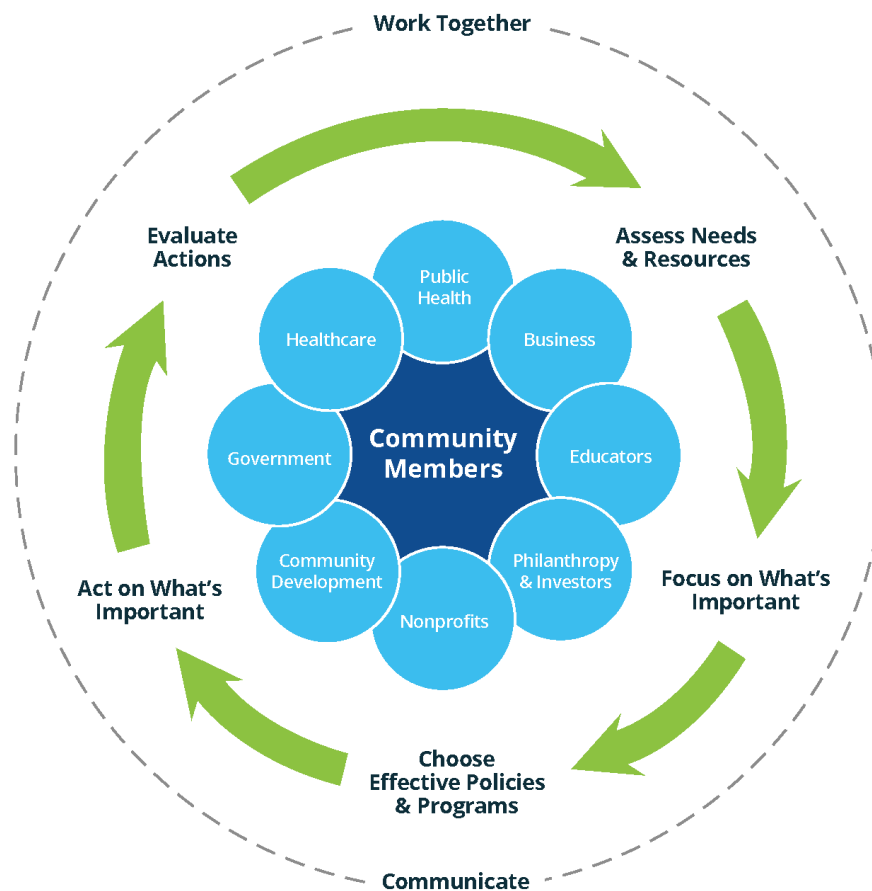 Work Together
Evaluate
Actions
Assess Needs
& Resources
Public
Health
Healthcare
Business
Community
Members
Government
Educators
Community
Development
Philanthropy
& Investors
Nonprofits
Act on What’s
Important
Focus on What’s
Important
Choose
Effective Policies
& Programs
Communicate